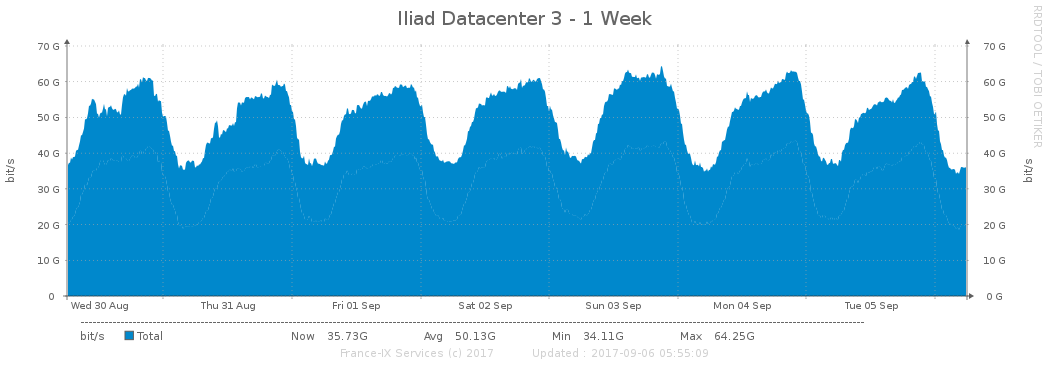 Iliad Datacenter 3 - 1 Week
RRDTOOL / TOBI OETIKER
70 G 70 G
60 G 60 G
50 G 50 G
40 G 40 G
30 G 30 G
20 G 20 G
10 G 10 G
0 0 G
bit/s
bit/s
Wed 30 Aug Thu 31 Aug Fri 01 Sep Sat 02 Sep Sun 03 Sep Mon 04 Sep Tue 05 Sep
bit/s Total Now 35.73G Avg 50.13G Min 34.11G Max 64.25G
France-IX Services (c) 2017 Updated : 2017-09-06 05:55:09